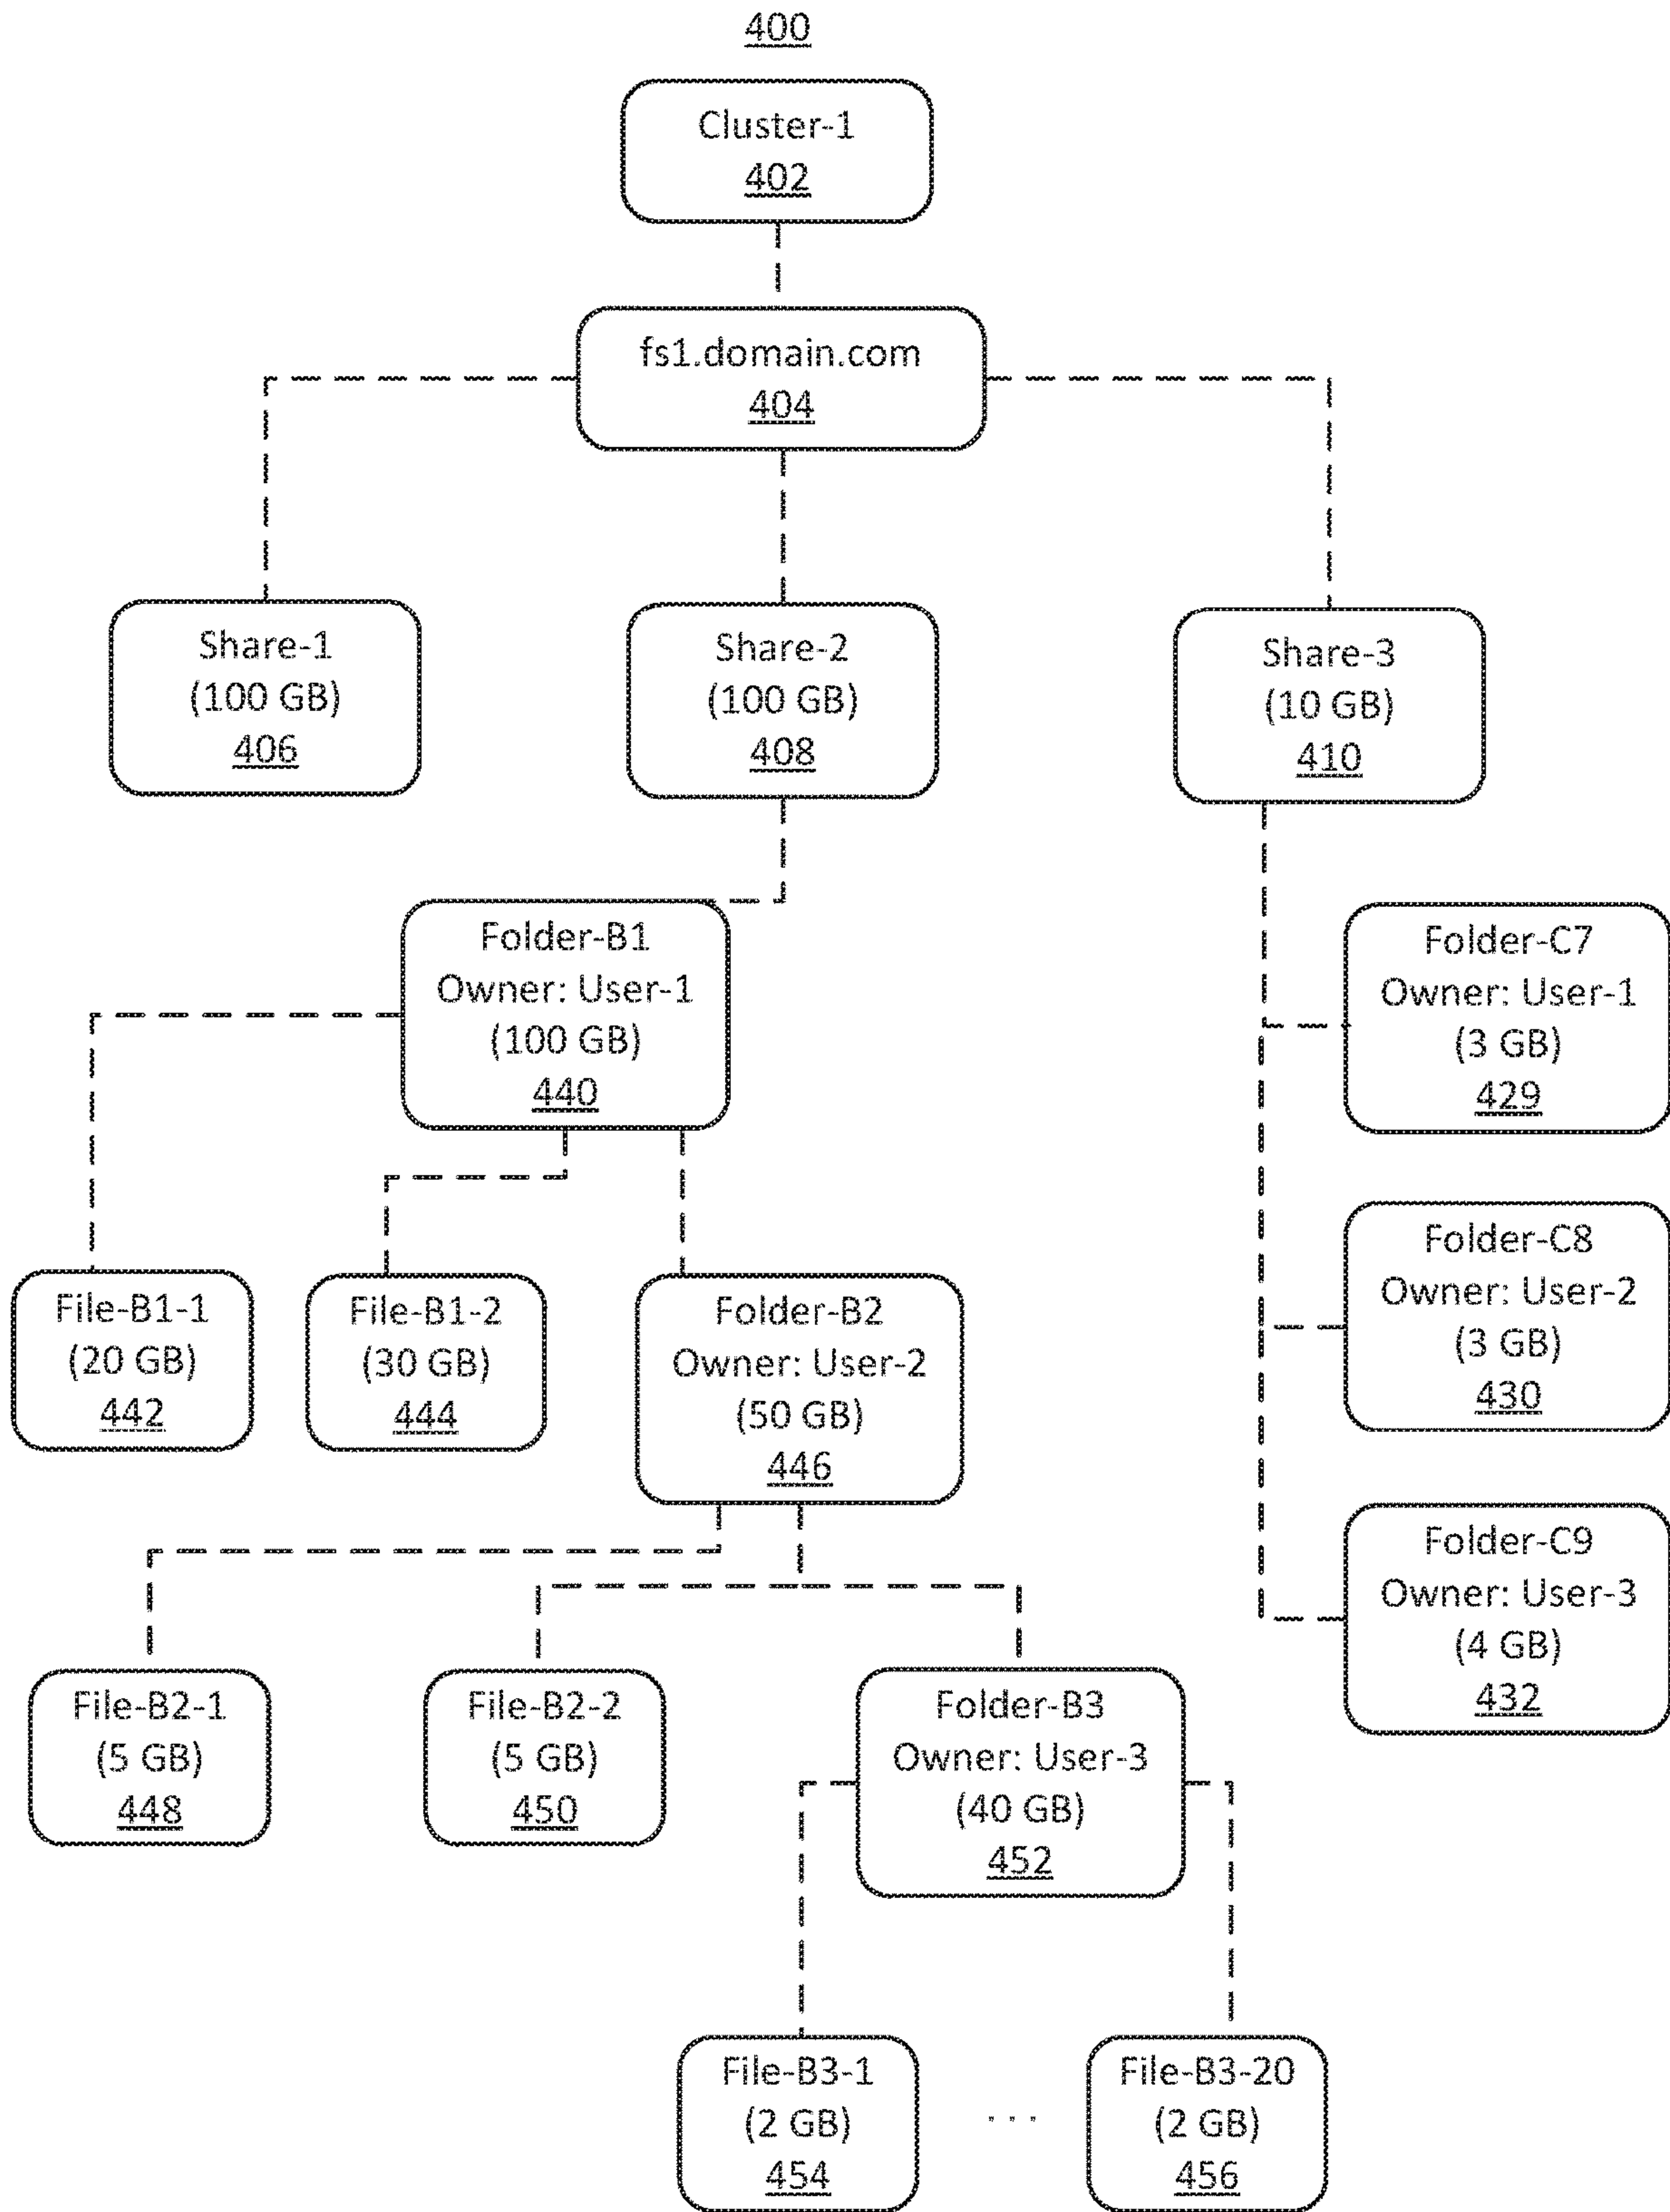 400
Cluster-1
402
fs1.domain.com
404
Share-1
(100 GB)
406
Share-2
(100 GB)
408
Share-3
(10 GB)
410
Folder-B1
Owner: User-1
(100 GB)
440
Folder-C7
Owner: User-1
(3 GB)
429
File-B1-1
(20 GB)
442
File-B1-2
(30 GB)
444
Folder-B2
Owner: User-2
(50 GB)
446
Folder-C8
Owner: User-2
(3 GB)
430
Folder-C9
Owner: User-3
(4 GB)
432
File-B2-1
(5 GB)
448
File-B2-2
(5 GB)
450
Folder-B3
Owner: User-3
(40 GB)
452
File-B3-1
(2 GB)
454
...
File-B3-20
(2 GB)
456